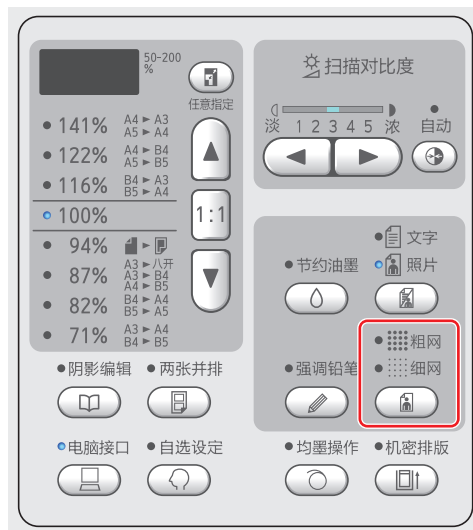 50-200
%
任意指定
141% A4 ► A3
A5 ► A4
122% A4 ► B4
A5 ► B5
116% B4 ► A3
B5 ► A4
100%
1:1
94%
87% A3 ► 八开
A3 ► B4
A4 ► B5
82% B4 ► A4
B5 ► A5
71% A3 ► A4
B4 ► B5
扫描对比度
淡 1 2 3 4 5 浓 自动
文字
节约油墨 照片
粗网
强调铅笔 细网
阴影编辑 两张并排
电脑接口 自选设定
均墨操作 机密排版